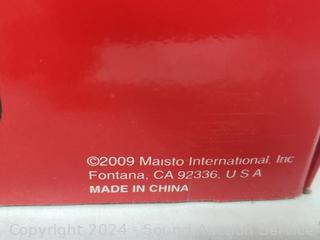 ©2009 Maisto International, Inc
Fontana, CA 92336, U S A
MADE IN CHINA
Copyright 2024 - Sound Auction Service